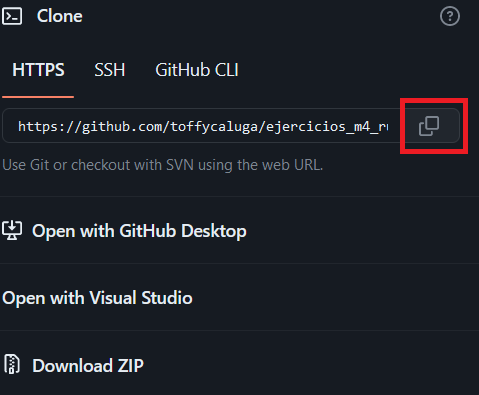 Clone
HTTPS SSH GitHub CLI
https://github.com/toffycaluga/ejercicios_m4_r
Use Git or checkout with SVN using the web URL.
Open with GitHub Desktop
Open with Visual Studio
Download ZIP